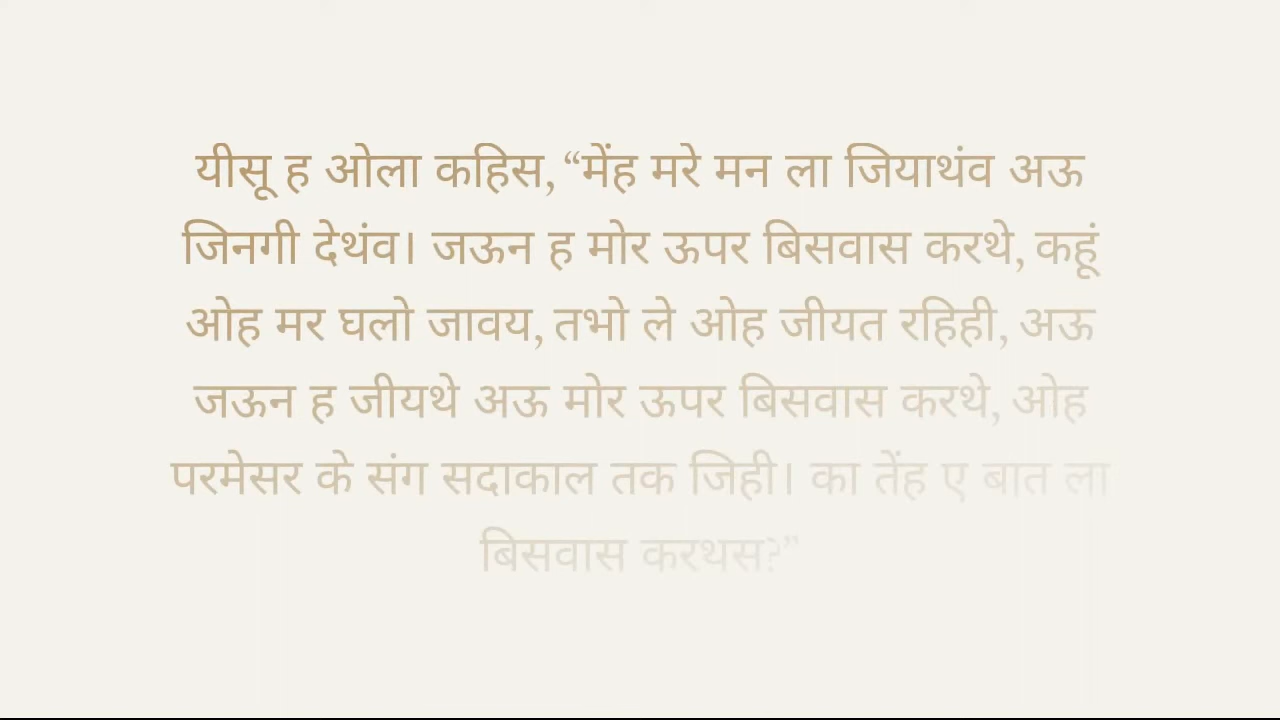 यीसू ह ओला कहिस, “मेंह मरे मन ला जियाथंव अऊ
जिनगी देथंव। जऊन ह मोर ऊपर बिसवास करथे, कहूं
ओह मर घलो जावय, तभो ले ओह जीयत रहिही, अऊ
जऊन ह जीयथे अऊ मोर ऊपर बिसवास करथे, ओह
परमेसर के संग सदाकाल तक जिही। का तेंह ए बात ला
बिसवास करथस?”